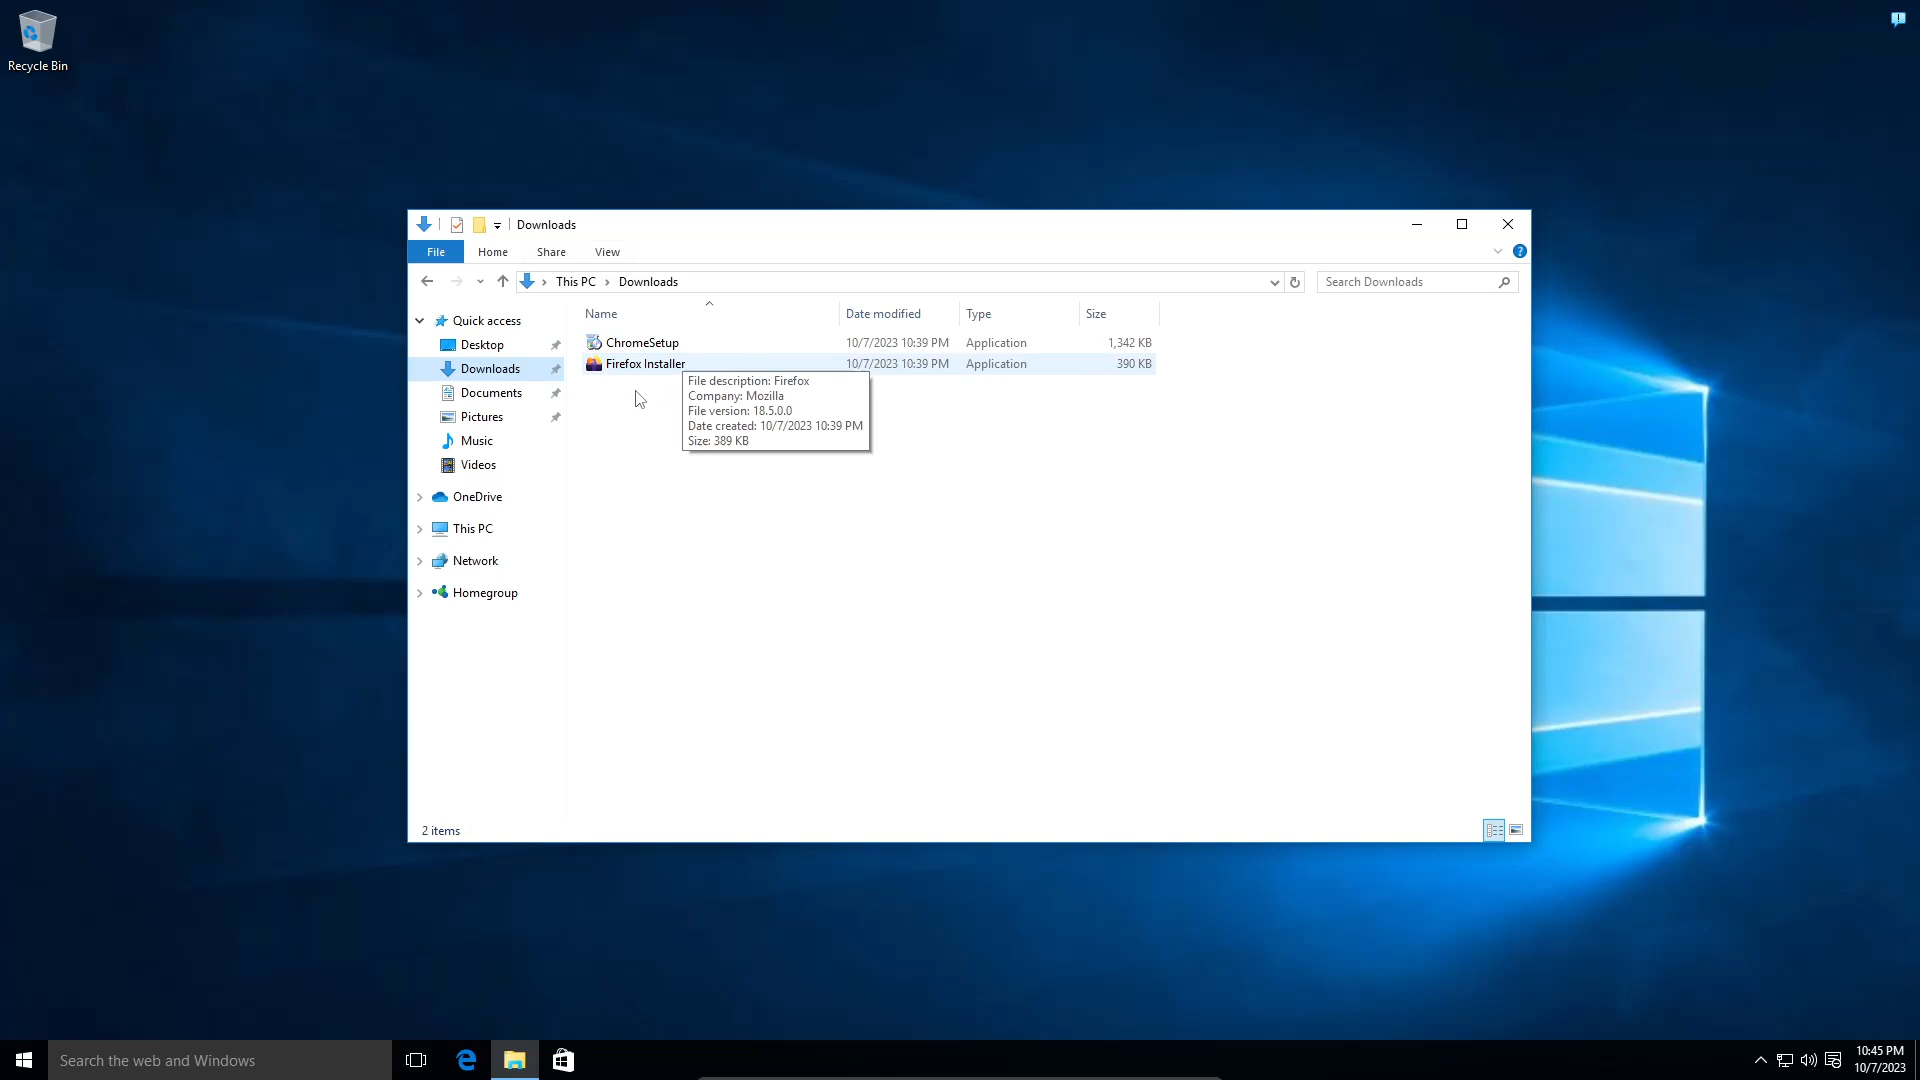 Recycle Bin
Downloads
File Home Share View
This PC Downloads
Search Downloads
Name Date modified Type Size
Quick access
Desktop
Downloads
Documents
Pictures
Music
Videos
OneDrive
This PC
Network
Homegroup
ChromeSetup 10/7/2023 10:39 PM Application 1,342 KB
Firefox Installer 10/7/2023 10:39 PM Application 390 KB
File description: Firefox
Company: Mozilla
File version: 18.5.0.0
Date created: 10/7/2023 10:39 PM
Size: 389 KB
2 items
Search the web and Windows
10:45 PM
10/7/2023